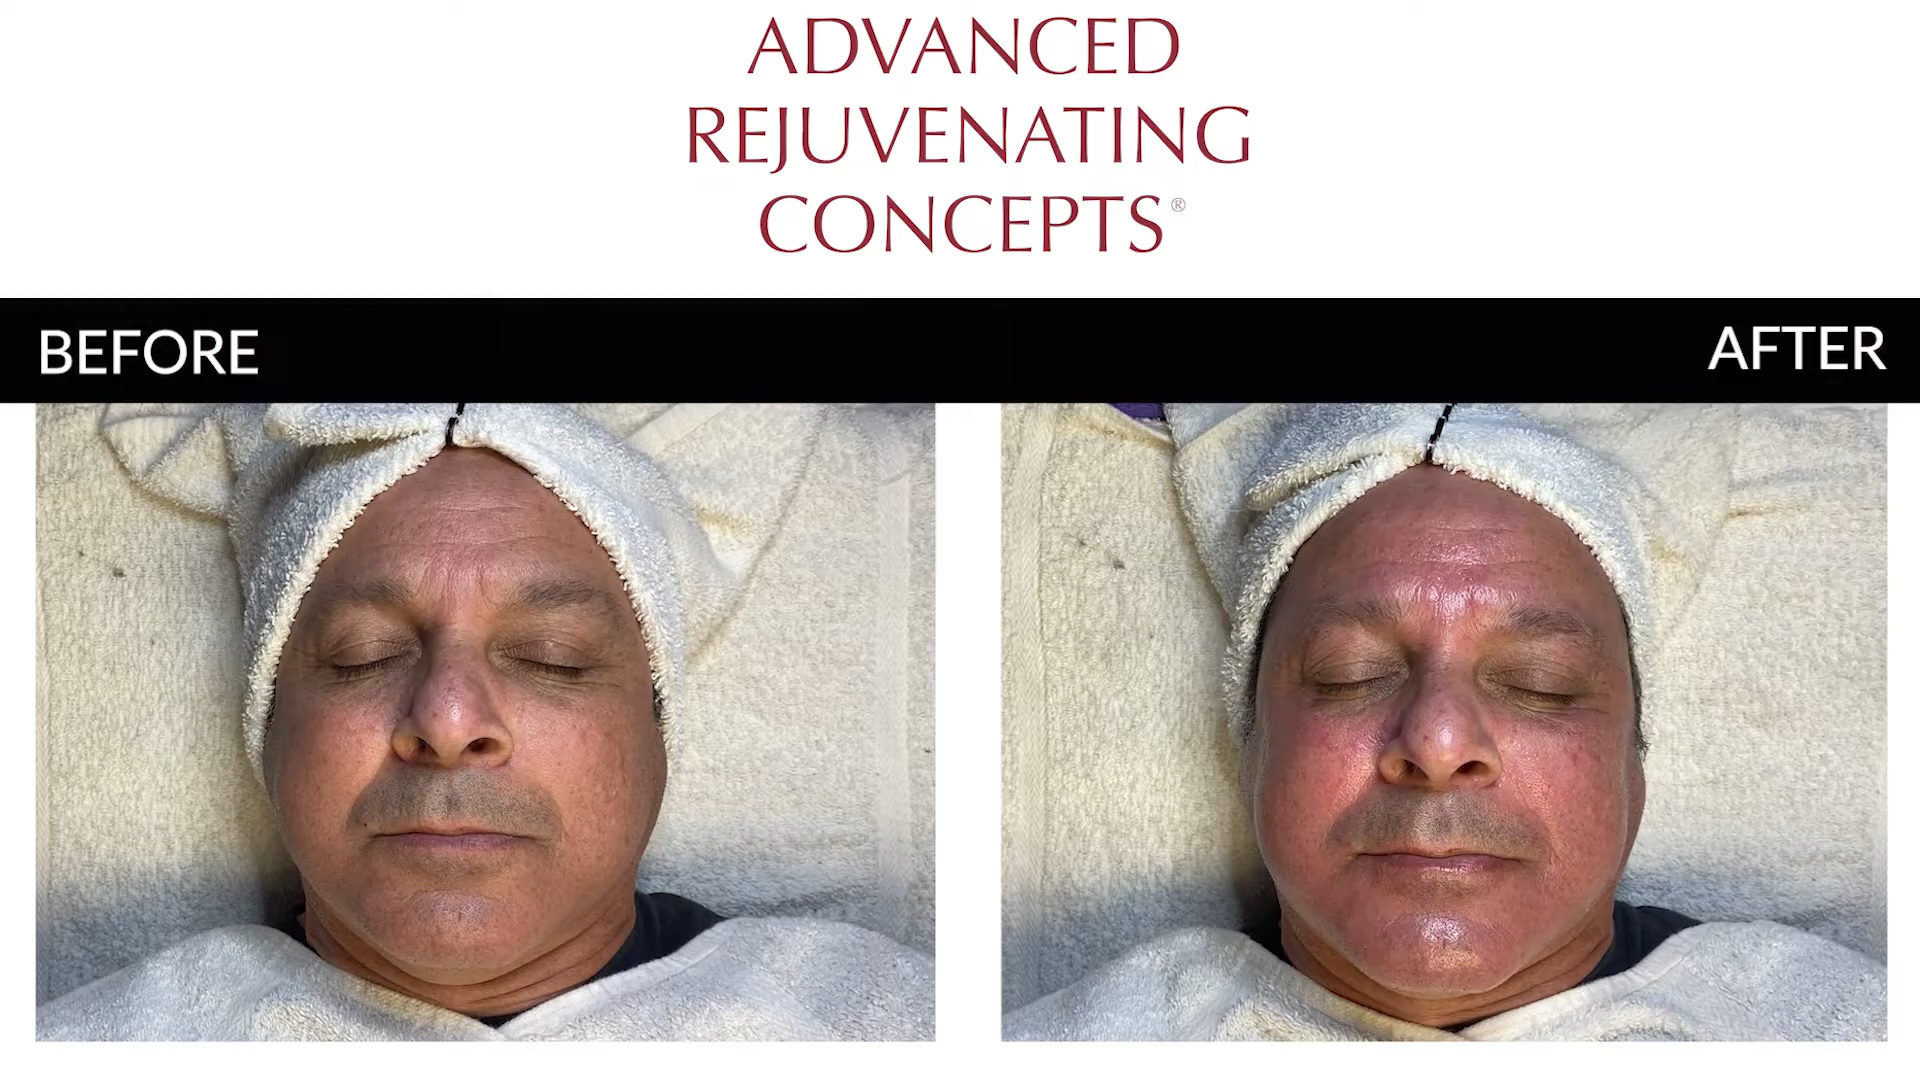 ADVANCED
REJUVENATING
CONCEPTS®
BEFORE
AFTER